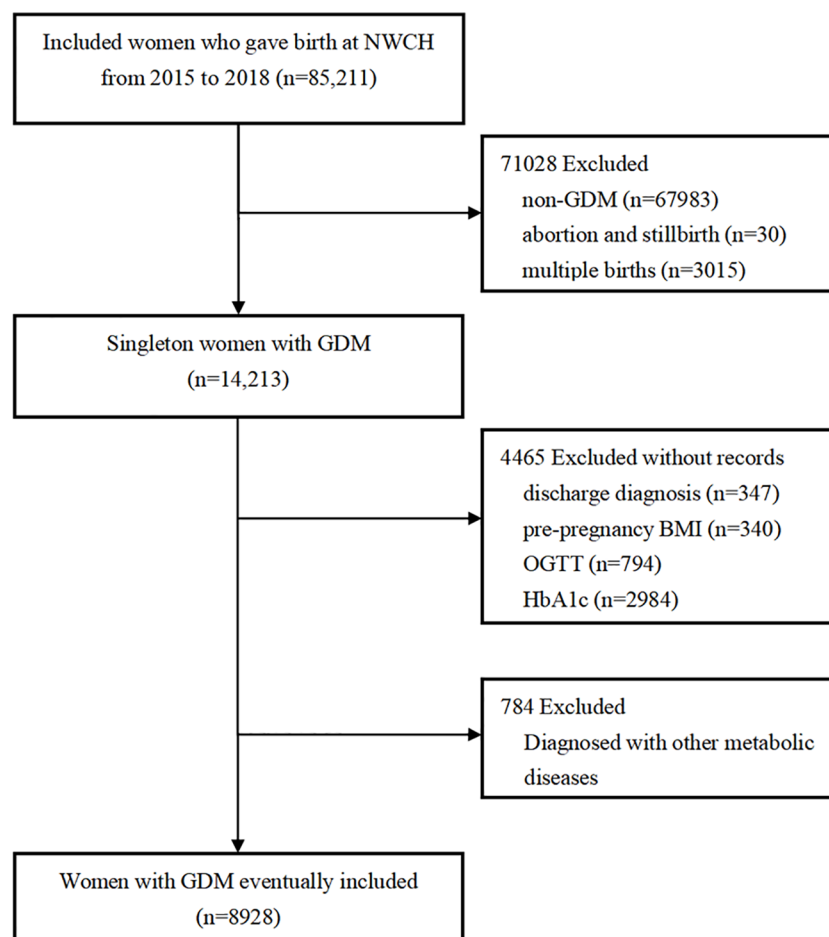 Included women who gave birth at NWCH
from 2015 to 2018 (n=85,211)
71028 Excluded
non-GDM (n=67983)
abortion and stillbirth (n=30)
multiple births (n=3015)
Singleton women with GDM
(n=14,213)
4465 Excluded without records
discharge diagnosis (n=347)
pre-pregnancy BMI (n=340)
OGTT (n=794)
HbA1c (n=2984)
784 Excluded
Diagnosed with other metabolic
diseases
Women with GDM eventually included
(n=8928)